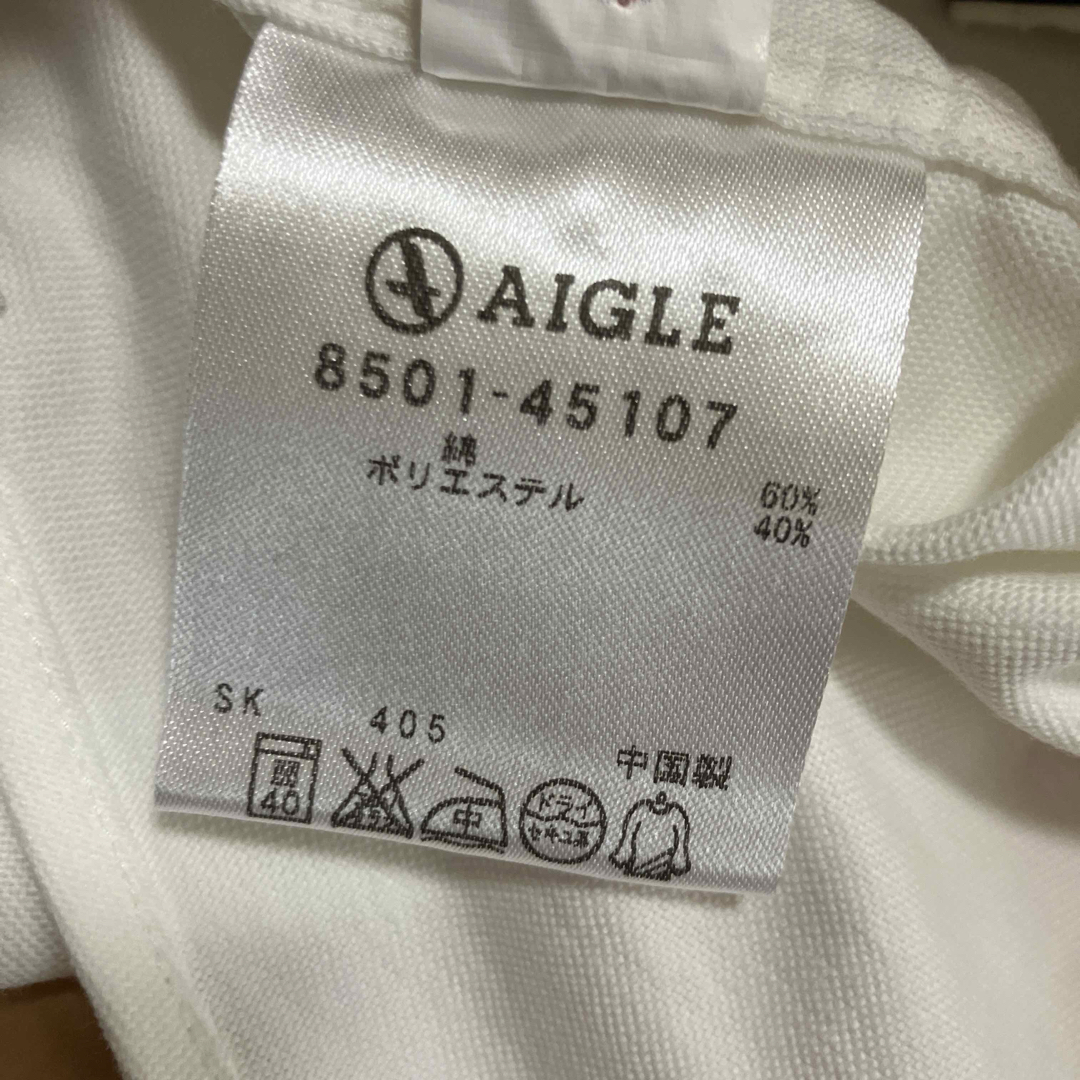 AIGLE
8501-45107
綿 60%
ポリエステル 40%
SK 405
中国製
40
中
ドライ
セキユ系